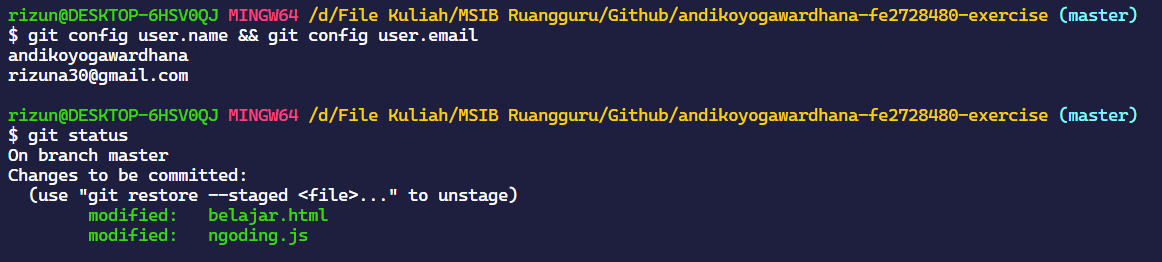 rizun@DESKTOP-6HSV0QJ MINGW64 /d/File Kuliah/MSIB Ruangguru/Github/andikoyogawardhana-fe2728480-exercise (master)
$ git config user.name && git config user.email
andikoyogawardhana
rizuna30@gmail.com

rizun@DESKTOP-6HSV0QJ MINGW64 /d/File Kuliah/MSIB Ruangguru/Github/andikoyogawardhana-fe2728480-exercise (master)
$ git status
On branch master
Changes to be committed:
  (use "git restore --staged <file>..." to unstage)
        modified:   belajar.html
        modified:   ngoding.js